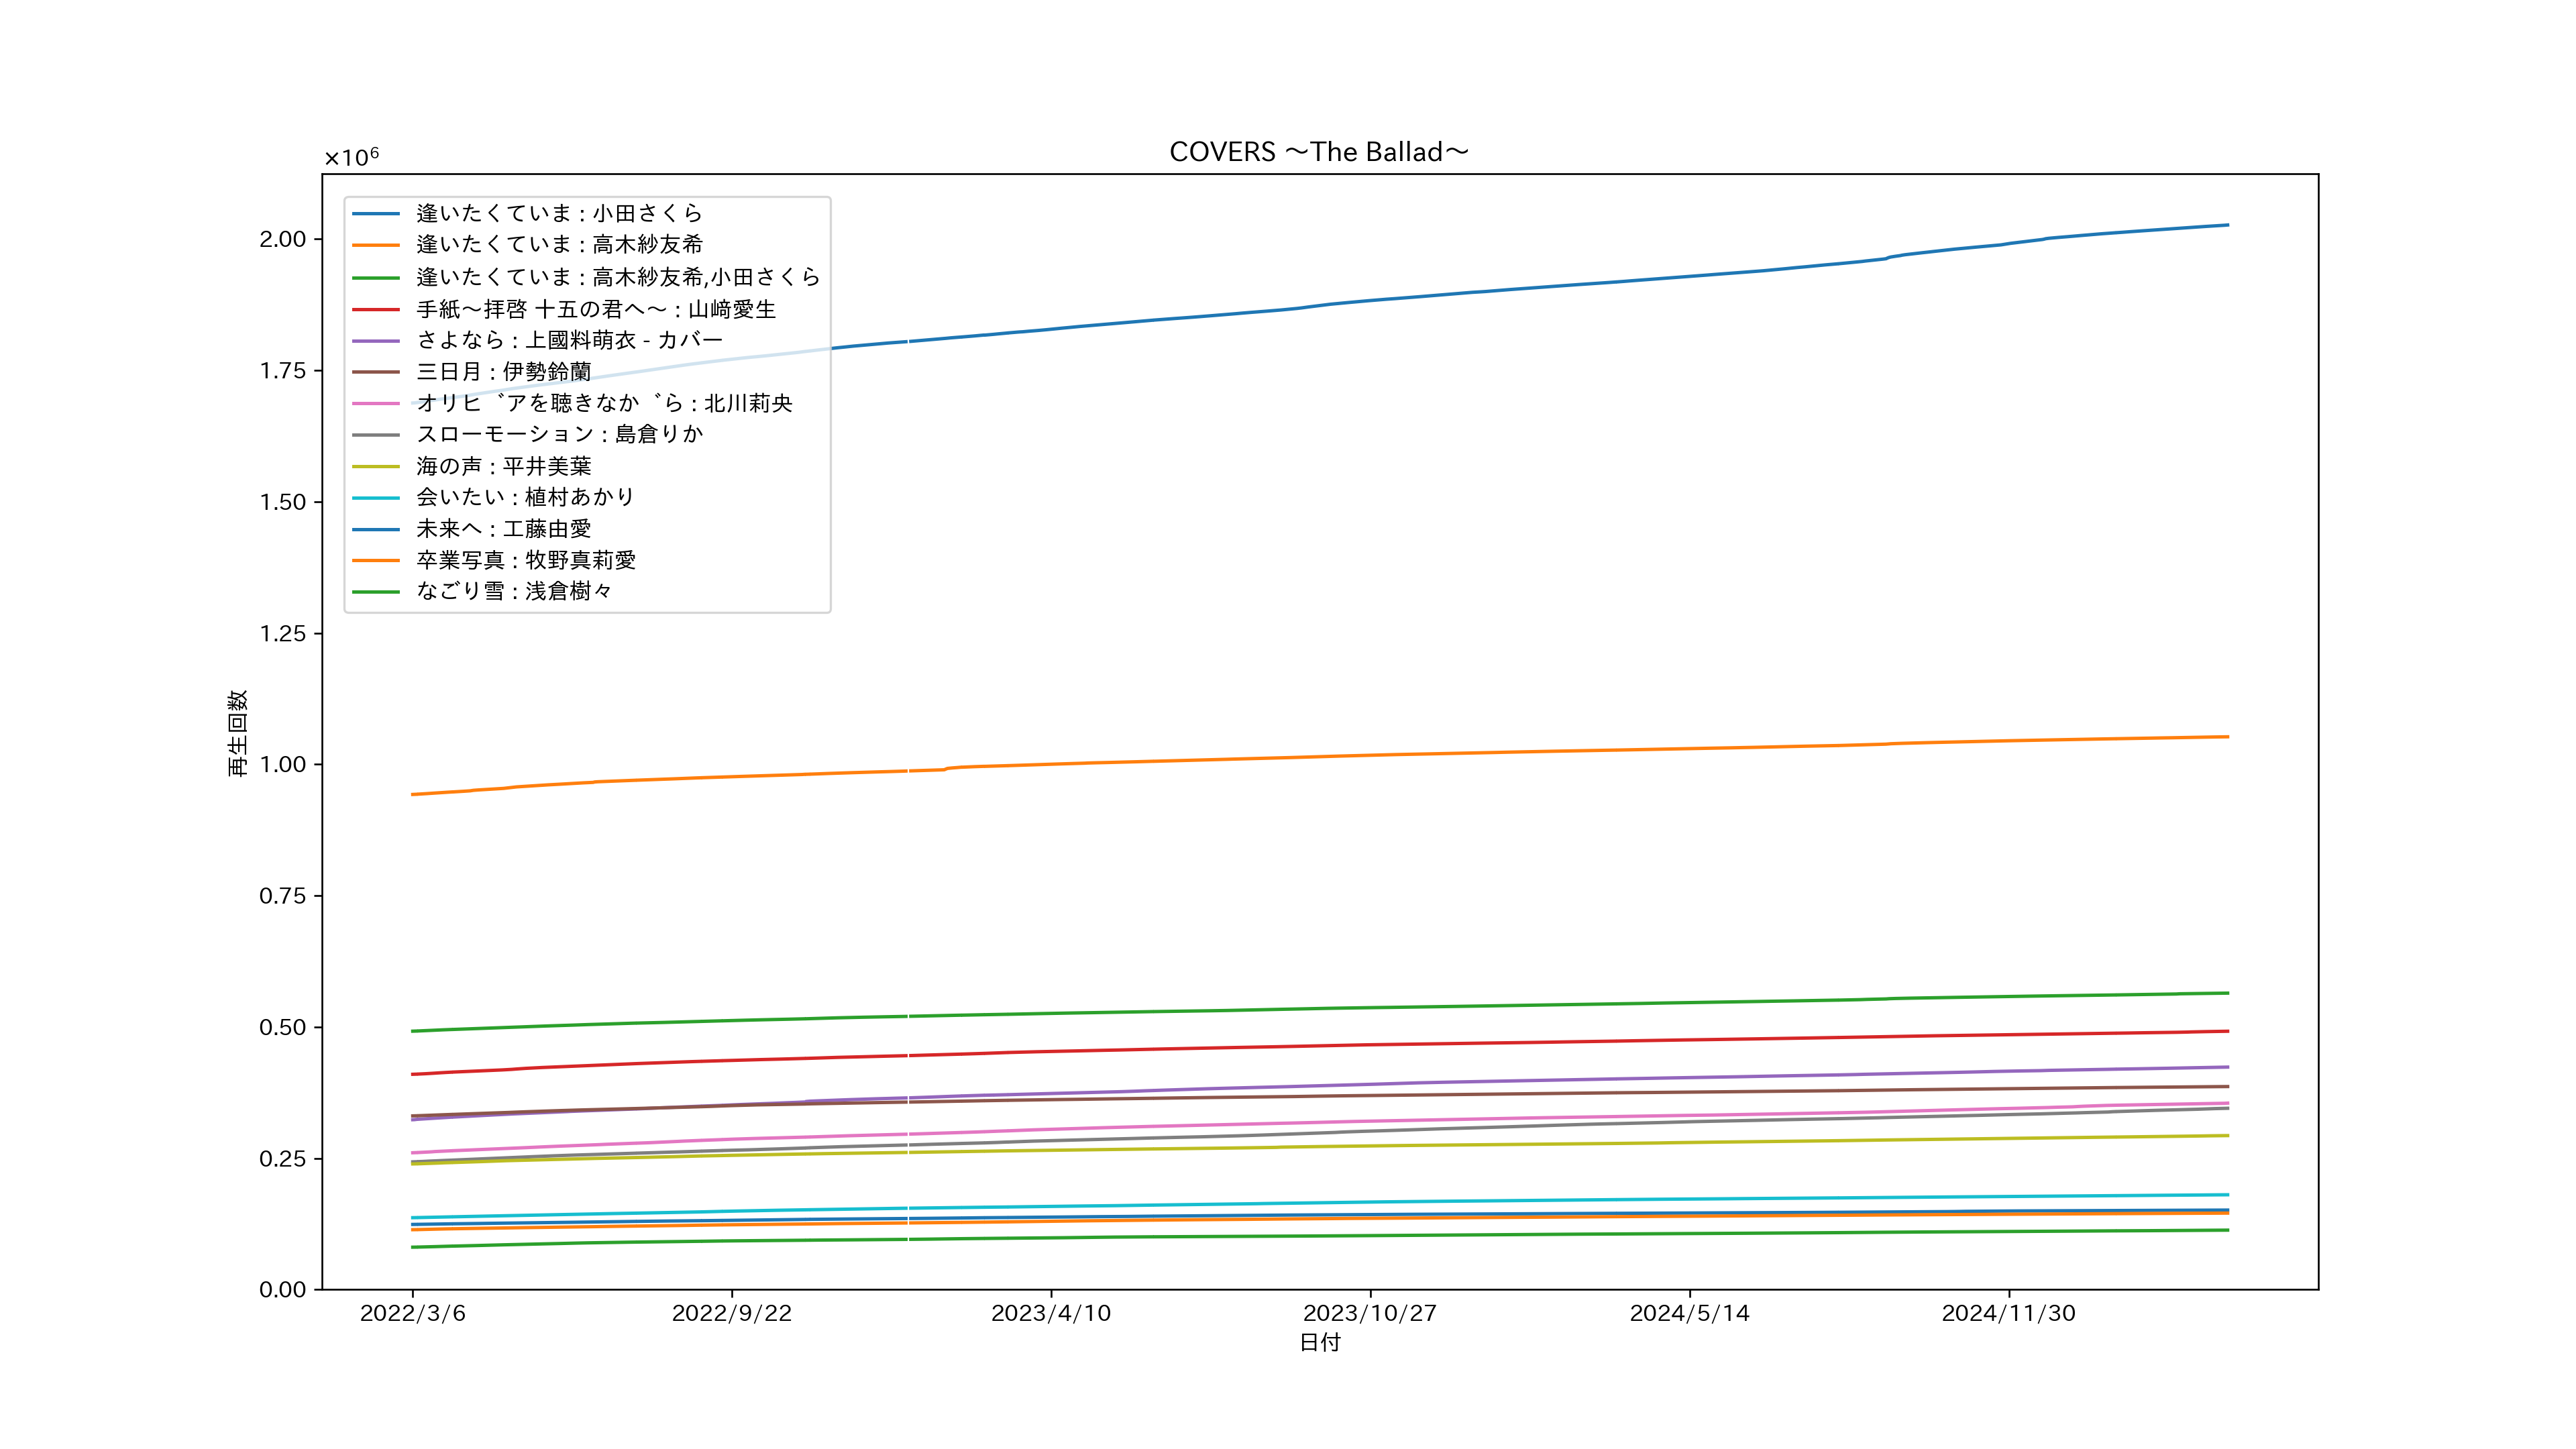 COVERS ～The Ballad～
×10⁶
逢いたくていま : 小田さくら
逢いたくていま : 高木紗友希
逢いたくていま : 高木紗友希,小田さくら
手紙～拝啓 十五の君へ～ : 山﨑愛生
さよなら : 上國料萌衣 - カバー
三日月 : 伊勢鈴蘭
オリヒ゛アを聴きなか゛ら : 北川莉央
スローモーション : 島倉りか
海の声 : 平井美葉
会いたい : 植村あかり
未来へ : 工藤由愛
卒業写真 : 牧野真莉愛
なごり雪 : 浅倉樹々
2.00
1.75
1.50
1.25
1.00
0.75
0.50
0.25
0.00
再生回数
2022/3/6
2022/9/22
2023/4/10
2023/10/27
2024/5/14
2024/11/30
日付